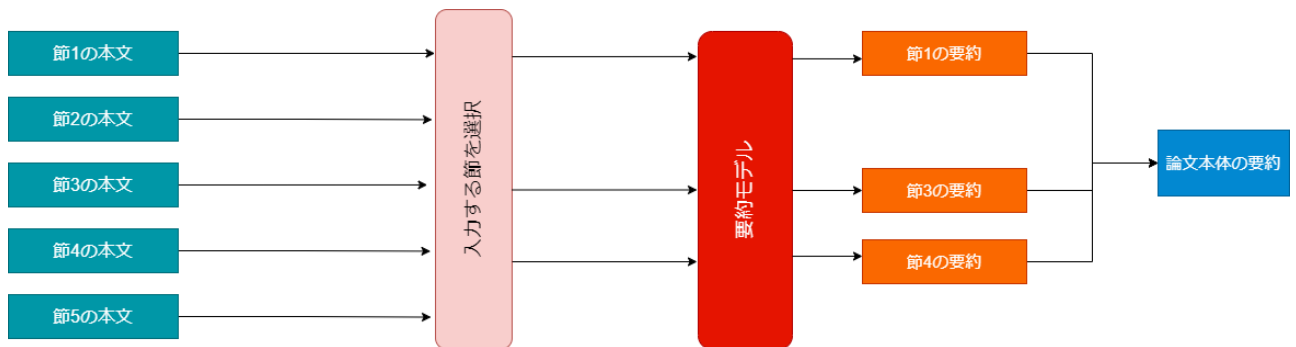 節1の本文
節2の本文
節3の本文
節4の本文
節5の本文
入力する節を選択
要約モデル
節1の要約
節3の要約
節4の要約
論文本体の要約